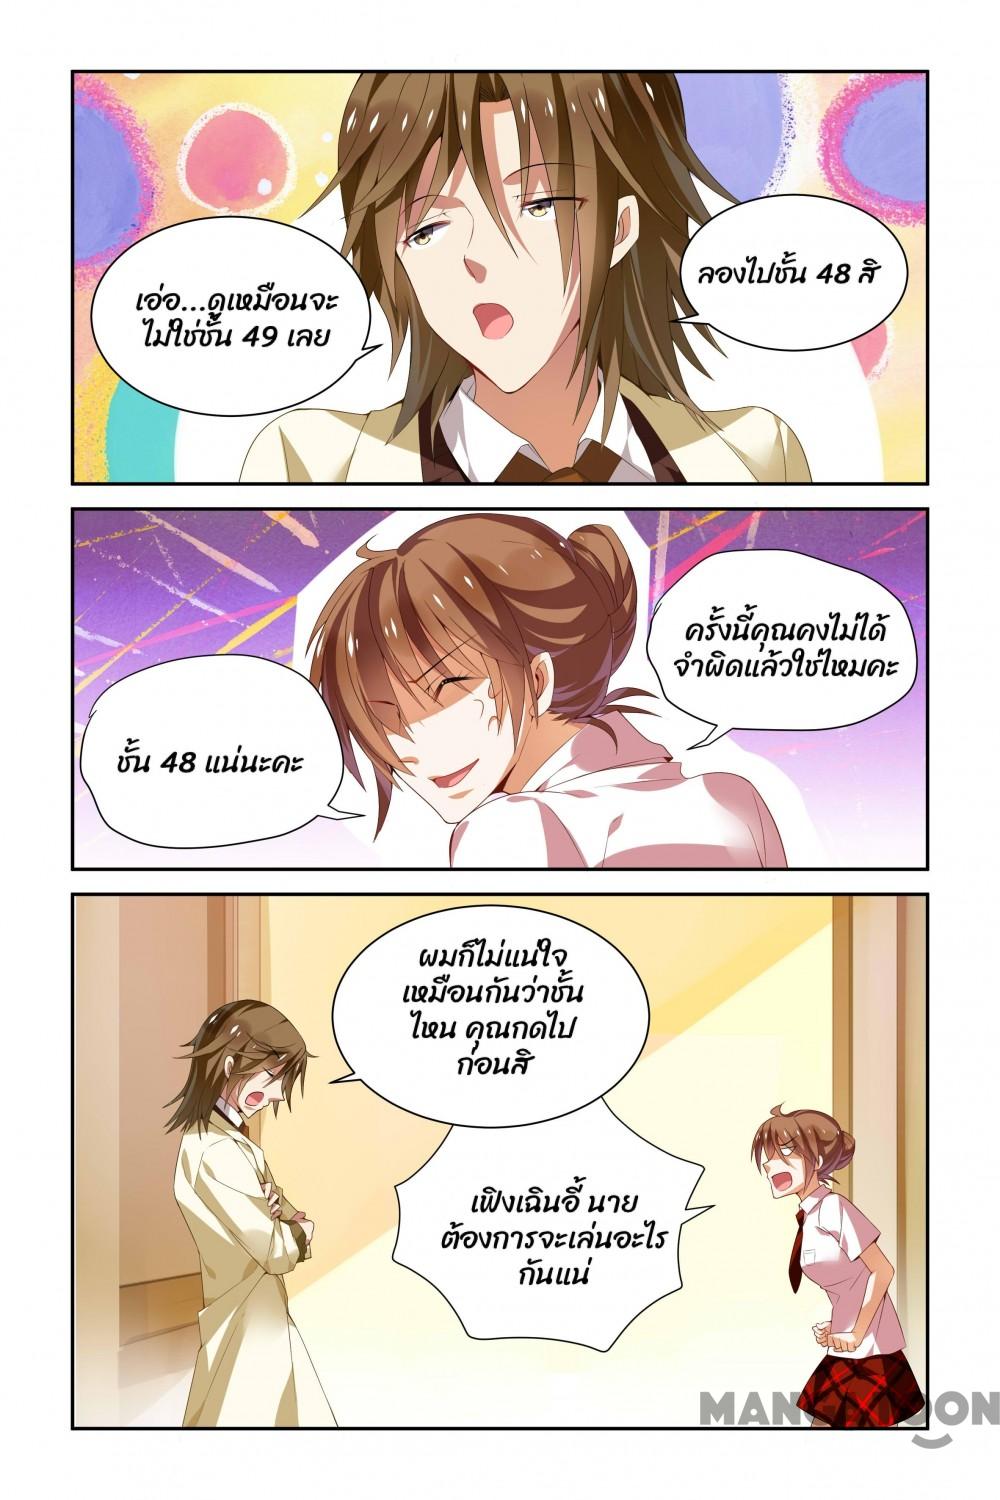 เอ่อ...ดูเหมือนจะ
ไม่ใช่ชั้น 49 เลย
ลองไปชั้น 48 สิ
ครั้งนี้คุณคงไม่ได้
จำผิดแล้วใช่ไหมคะ
ชั้น 48 แน่นะคะ
ผมก็ไม่แน่ใจ
เหมือนกันว่าชั้น
ไหน คุณกดไป
ก่อนสิ
เฟิงเฉินอี้ นาย
ต้องการจะเล่นอะไร
กันแน่
MANGATOON